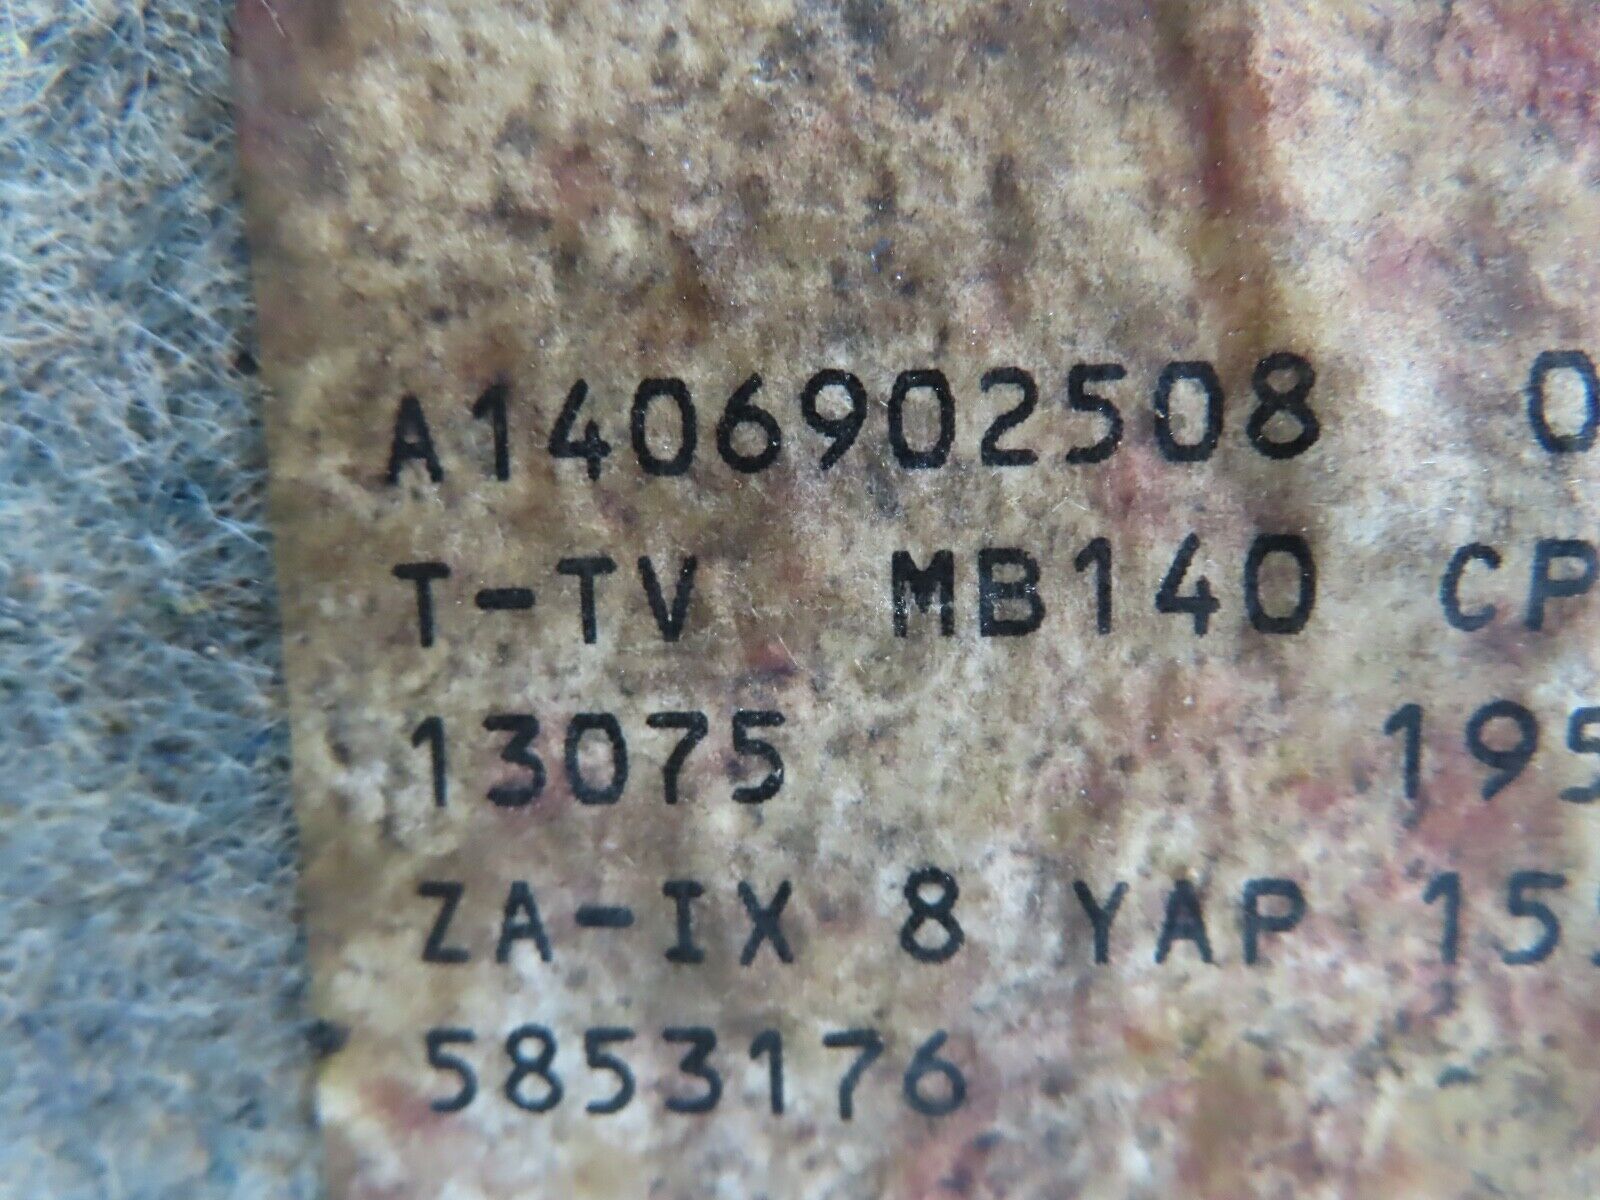 A1406902508 0
T-TV MB140 CP
13075 195
ZA-IX 8 YAP 15
5853176